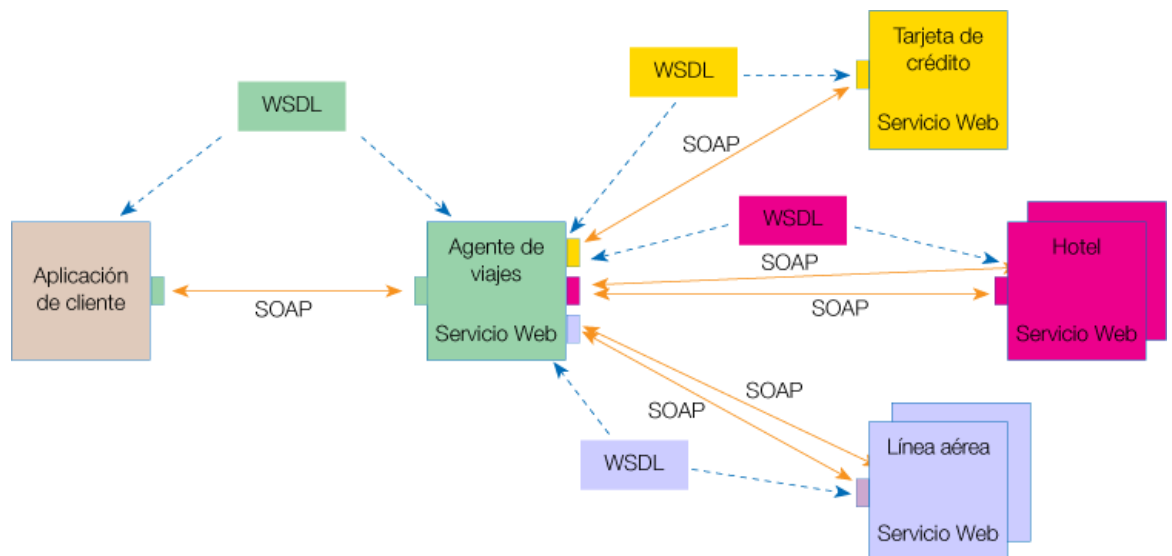 Tarjeta de
crédito
Servicio Web
WSDL
WSDL
SOAP
WSDL
Hotel
Servicio Web
Agente de
viajes
Servicio Web
Aplicación
de cliente
SOAP
SOAP
SOAP
SOAP
SOAP
WSDL
Línea aérea
Servicio Web